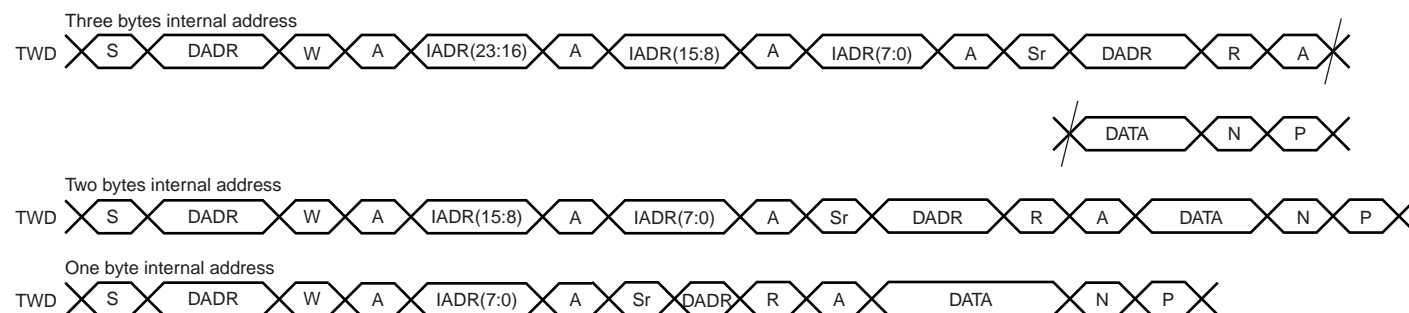 Three bytes internal address
TWD S DADR W A IADR(23:16) A IADR(15:8) A IADR(7:0) A Sr DADR R A
DATA N P
Two bytes internal address
TWD S DADR W A IADR(15:8) A IADR(7:0) A Sr DADR R A DATA N P
One byte internal address
TWD S DADR W A IADR(7:0) A Sr DADR R A DATA N P